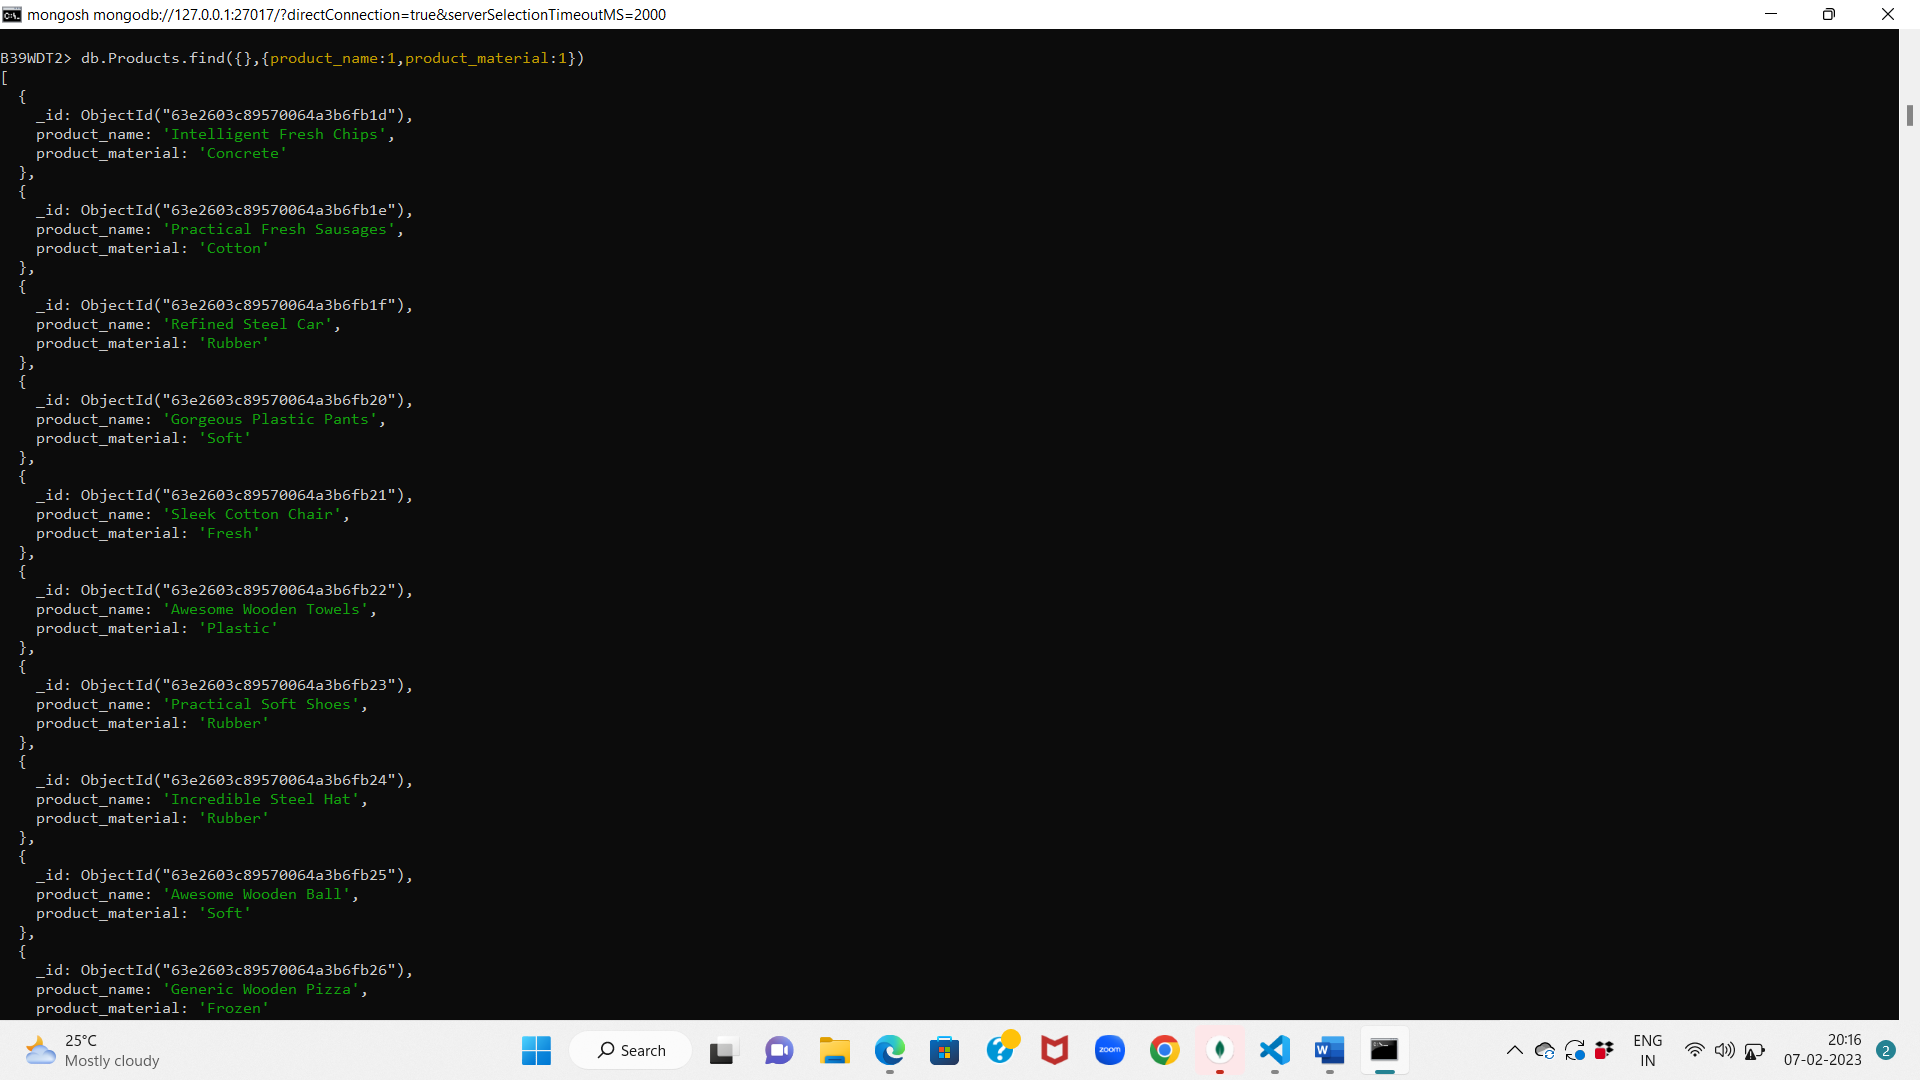 mongosh mongodb://127.0.0.1:27017/?directConnection=true&serverSelectionTimeoutMS=2000
B39WDT2> db.Products.find({},{product_name:1,product_material:1})
[
  {
    _id: ObjectId("63e2603c89570064a3b6fb1d"),
    product_name: 'Intelligent Fresh Chips',
    product_material: 'Concrete'
  },
  {
    _id: ObjectId("63e2603c89570064a3b6fb1e"),
    product_name: 'Practical Fresh Sausages',
    product_material: 'Cotton'
  },
  {
    _id: ObjectId("63e2603c89570064a3b6fb1f"),
    product_name: 'Refined Steel Car',
    product_material: 'Rubber'
  },
  {
    _id: ObjectId("63e2603c89570064a3b6fb20"),
    product_name: 'Gorgeous Plastic Pants',
    product_material: 'Soft'
  },
  {
    _id: ObjectId("63e2603c89570064a3b6fb21"),
    product_name: 'Sleek Cotton Chair',
    product_material: 'Fresh'
  },
  {
    _id: ObjectId("63e2603c89570064a3b6fb22"),
    product_name: 'Awesome Wooden Towels',
    product_material: 'Plastic'
  },
  {
    _id: ObjectId("63e2603c89570064a3b6fb23"),
    product_name: 'Practical Soft Shoes',
    product_material: 'Rubber'
  },
  {
    _id: ObjectId("63e2603c89570064a3b6fb24"),
    product_name: 'Incredible Steel Hat',
    product_material: 'Rubber'
  },
  {
    _id: ObjectId("63e2603c89570064a3b6fb25"),
    product_name: 'Awesome Wooden Ball',
    product_material: 'Soft'
  },
  {
    _id: ObjectId("63e2603c89570064a3b6fb26"),
    product_name: 'Generic Wooden Pizza',
    product_material: 'Frozen'
25°C
Mostly cloudy
Search
zoom
ENG
IN
20:16
07-02-2023
2